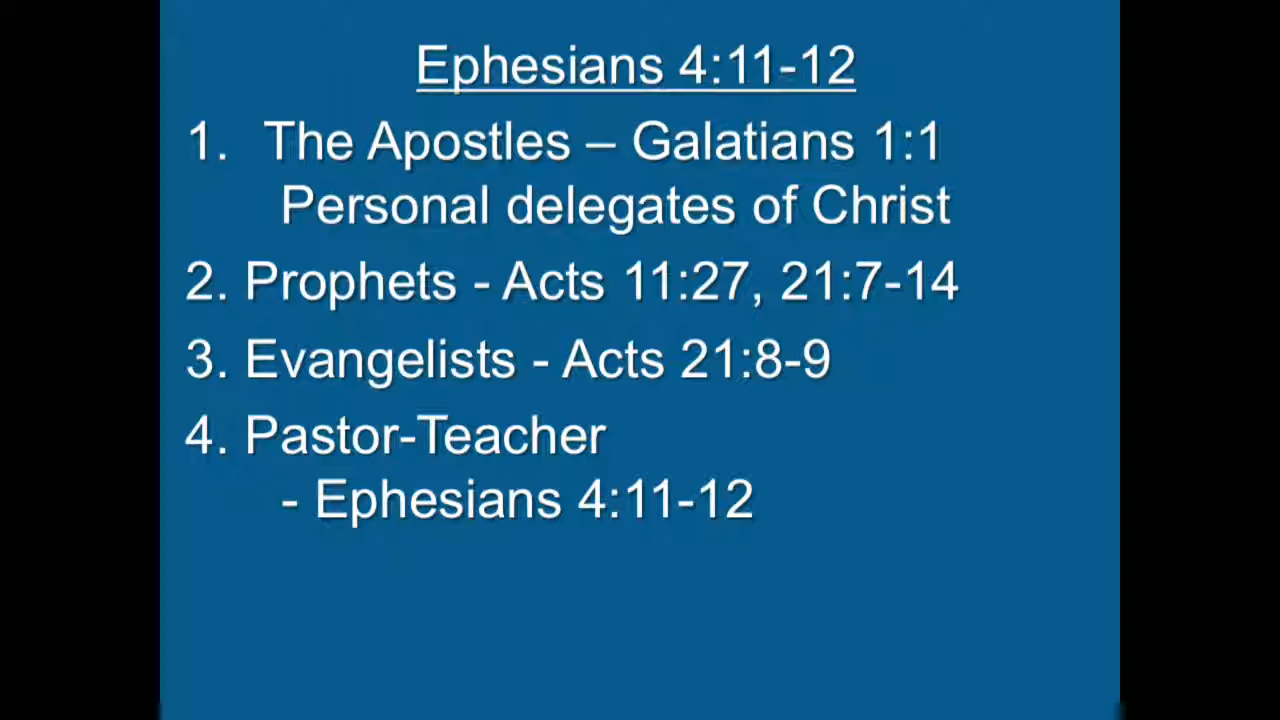 Ephesians 4:11-12
1. The Apostles – Galatians 1:1
Personal delegates of Christ
2. Prophets - Acts 11:27, 21:7-14
3. Evangelists - Acts 21:8-9
4. Pastor-Teacher
- Ephesians 4:11-12